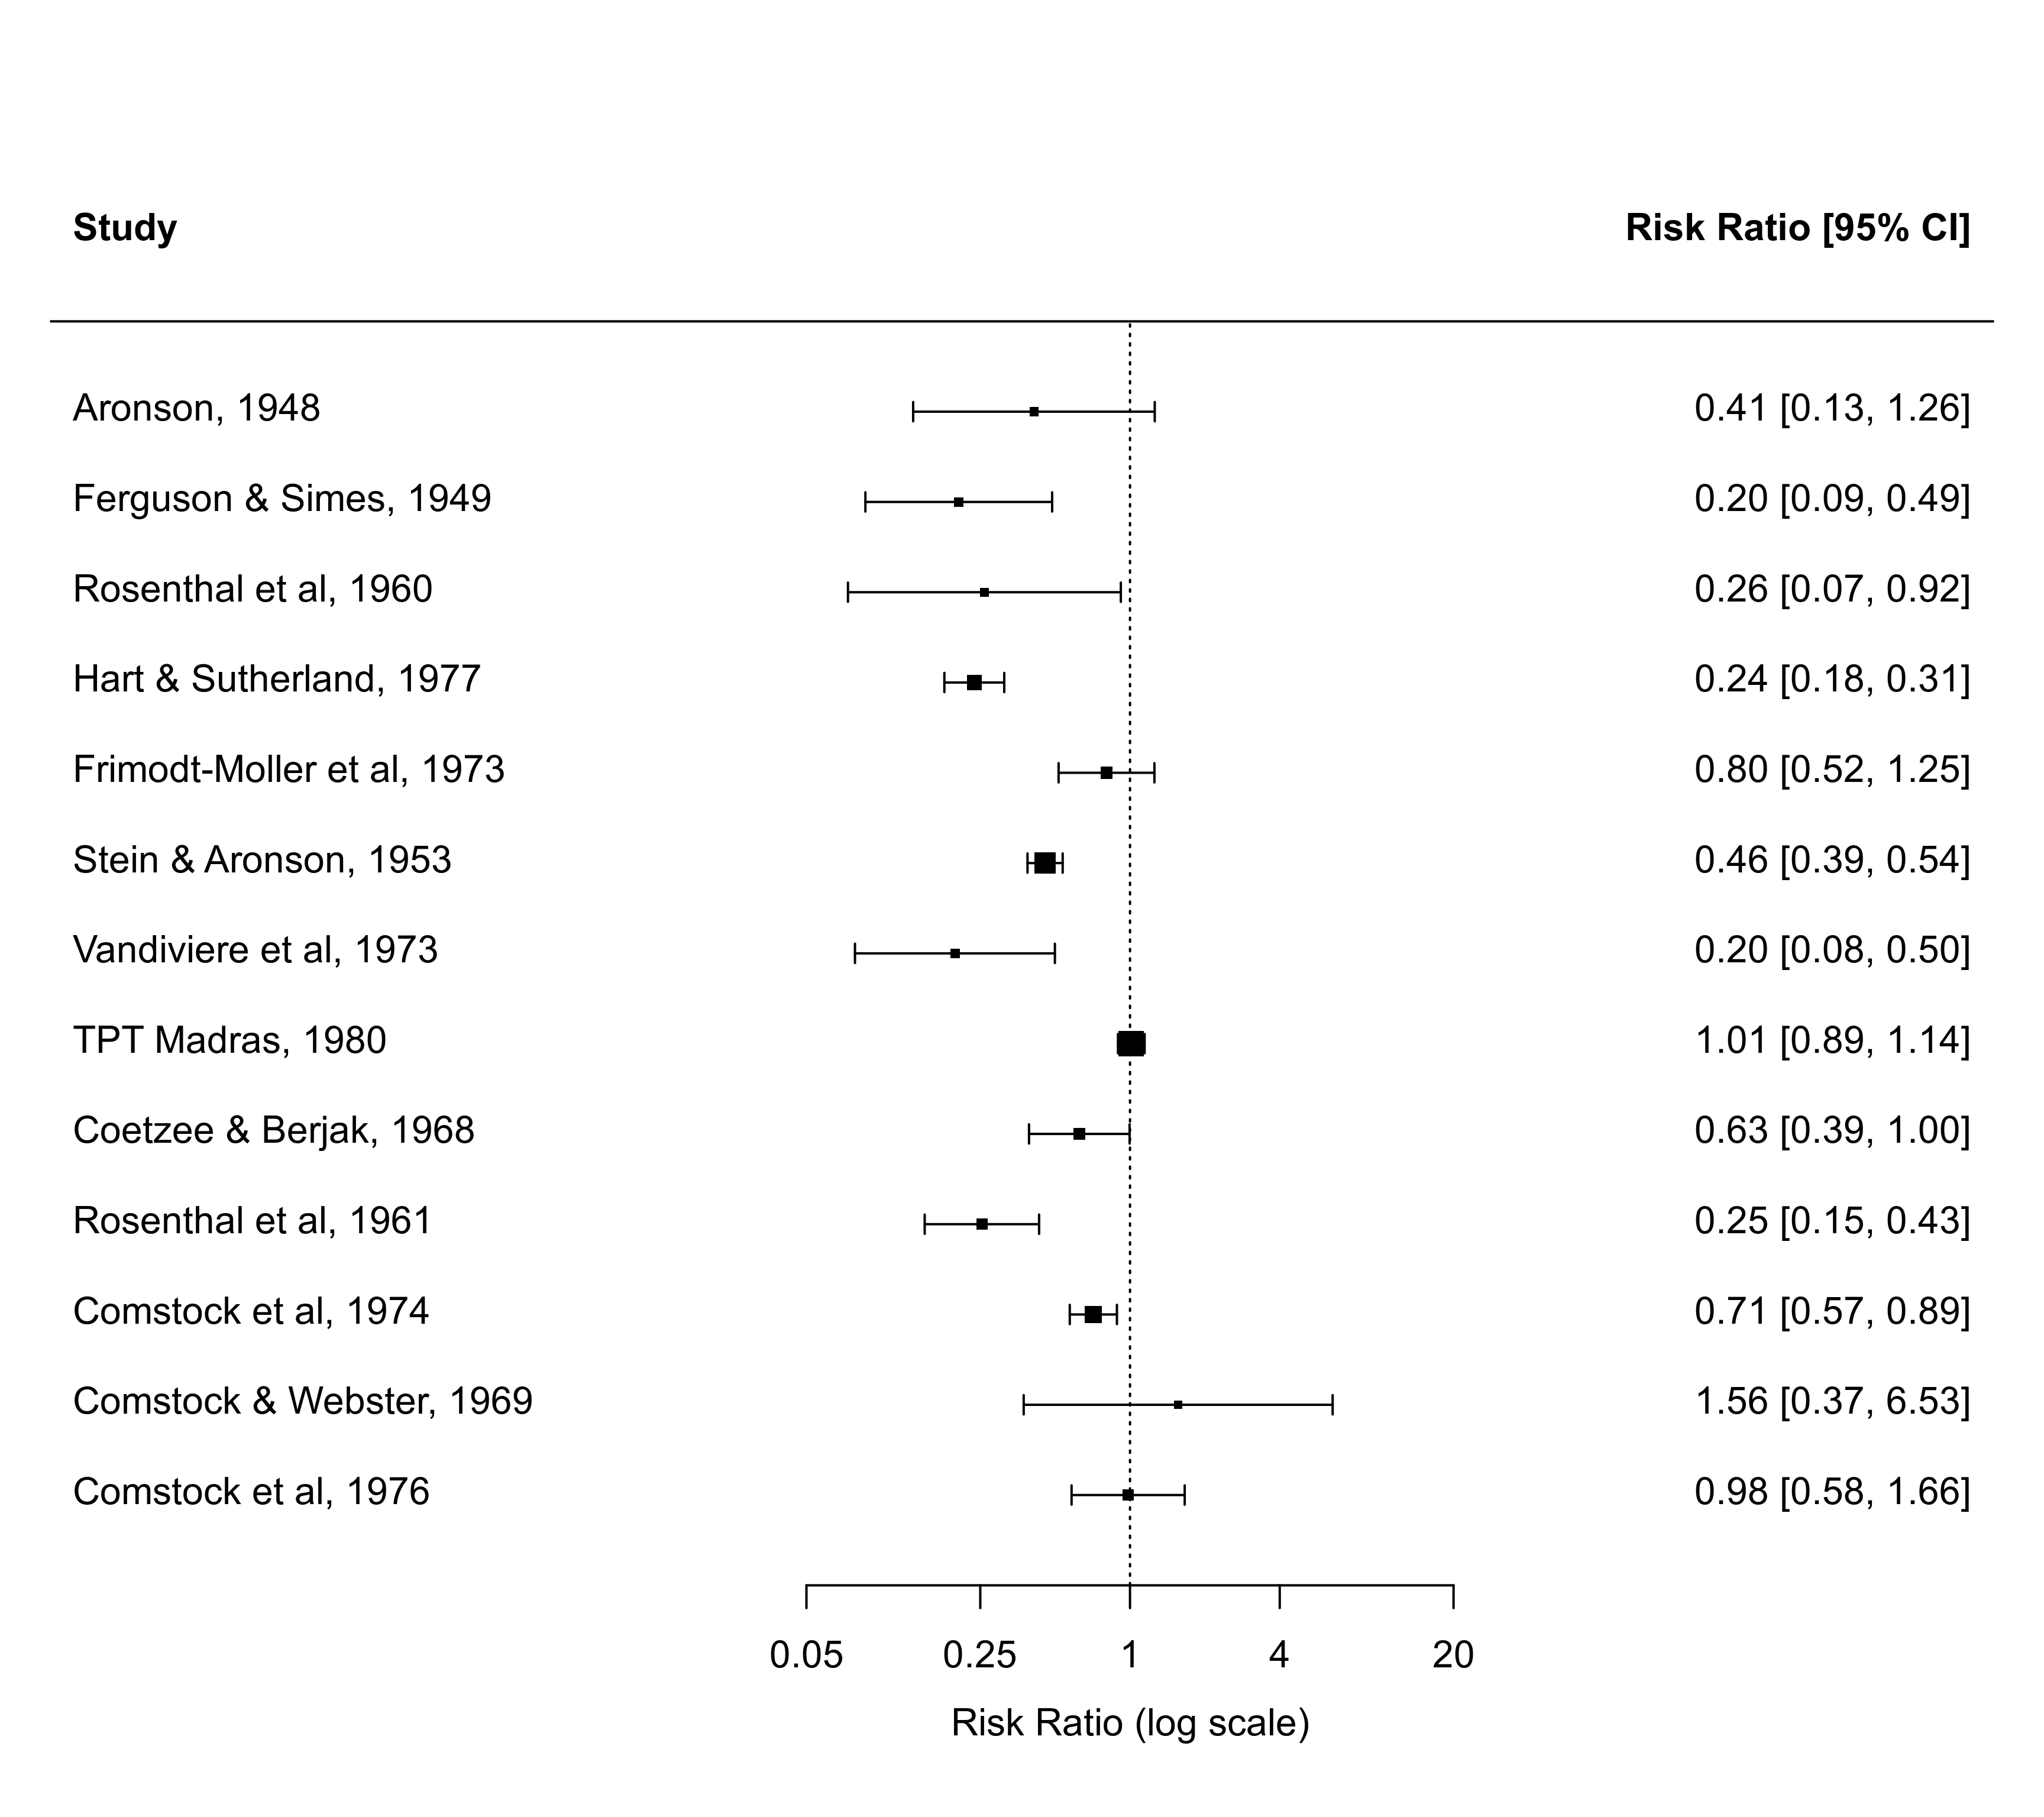 Study Risk Ratio [95% CI]
Aronson, 1948 0.41 [0.13, 1.26]
Ferguson & Simes, 1949 0.20 [0.09, 0.49]
Rosenthal et al, 1960 0.26 [0.07, 0.92]
Hart & Sutherland, 1977 0.24 [0.18, 0.31]
Frimodt-Moller et al, 1973 0.80 [0.52, 1.25]
Stein & Aronson, 1953 0.46 [0.39, 0.54]
Vandiviere et al, 1973 0.20 [0.08, 0.50]
TPT Madras, 1980 1.01 [0.89, 1.14]
Coetzee & Berjak, 1968 0.63 [0.39, 1.00]
Rosenthal et al, 1961 0.25 [0.15, 0.43]
Comstock et al, 1974 0.71 [0.57, 0.89]
Comstock & Webster, 1969 1.56 [0.37, 6.53]
Comstock et al, 1976 0.98 [0.58, 1.66]
0.05 0.25 1 4 20
Risk Ratio (log scale)